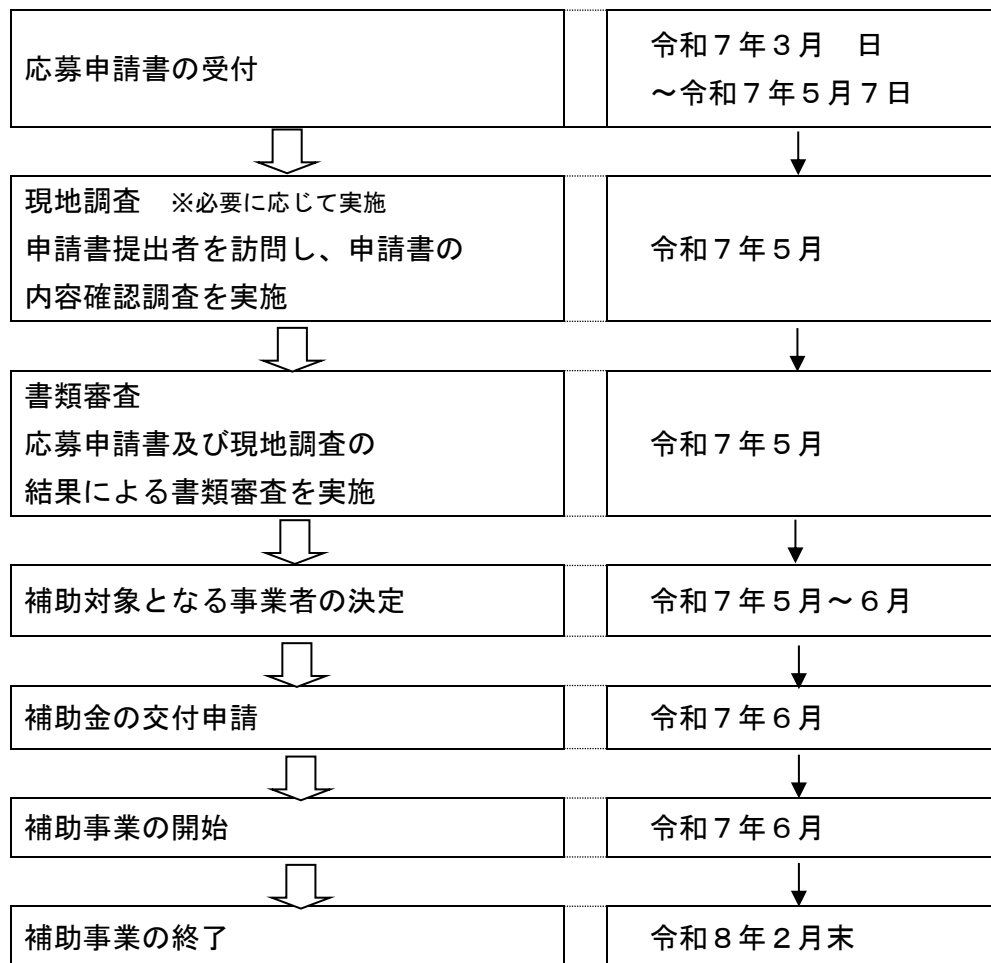 応募申請書の受付
令和７年３月　日
～令和７年５月７日
現地調査　※必要に応じて実施
申請書提出者を訪問し、申請書の
内容確認調査を実施
令和７年５月
書類審査
応募申請書及び現地調査の
結果による書類審査を実施
令和７年５月
補助対象となる事業者の決定
令和７年５月～６月
補助金の交付申請
令和７年６月
補助事業の開始
令和７年６月
補助事業の終了
令和８年２月末